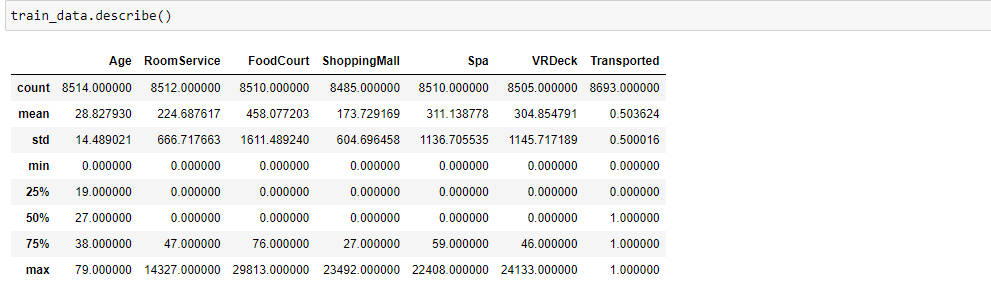 train_data.describe()
Age RoomService FoodCourt ShoppingMall Spa VRDeck Transported
count 8514.000000 8512.000000 8510.000000 8485.000000 8510.000000 8505.000000 8693.000000
mean 28.827930 224.687617 458.077203 173.729169 311.138778 304.854791 0.503624
std 14.489021 666.717663 1611.489240 604.696458 1136.705535 1145.717189 0.500016
min 0.000000 0.000000 0.000000 0.000000 0.000000 0.000000 0.000000
25% 19.000000 0.000000 0.000000 0.000000 0.000000 0.000000 0.000000
50% 27.000000 0.000000 0.000000 0.000000 0.000000 0.000000 1.000000
75% 38.000000 47.000000 76.000000 27.000000 59.000000 46.000000 1.000000
max 79.000000 14327.000000 29813.000000 23492.000000 22408.000000 24133.000000 1.000000